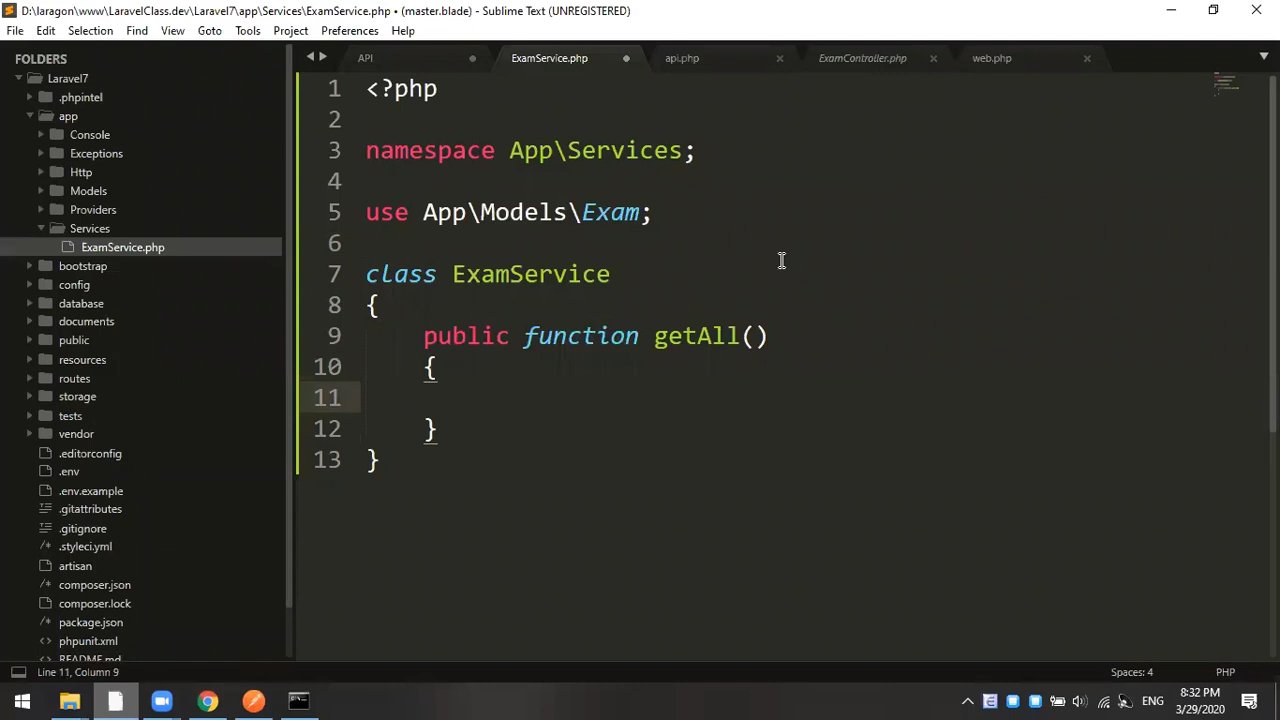 D:\laragon\www\LaravelClass.dev\Laravel7\app\Services\ExamService.php • (master.blade) - Sublime Text (UNREGISTERED)
File Edit Selection Find View Goto Tools Project Preferences Help
FOLDERS
Laravel7
.phpintel
app
Console
Exceptions
Http
Models
Providers
Services
ExamService.php
bootstrap
config
database
documents
public
resources
routes
storage
tests
vendor
.editorconfig
.env
.env.example
.gitattributes
.gitignore
.styleci.yml
artisan
composer.json
composer.lock
package.json
phpunit.xml
README.md
API ExamService.php api.php ExamController.php web.php
1 <?php
2
3 namespace App\Services;
4
5 use App\Models\Exam;
6
7 class ExamService
8 {
9 public function getAll()
10 {
11
12 }
13 }
Line 11, Column 9 Spaces: 4 PHP
ENG
8:32 PM
3/29/2020